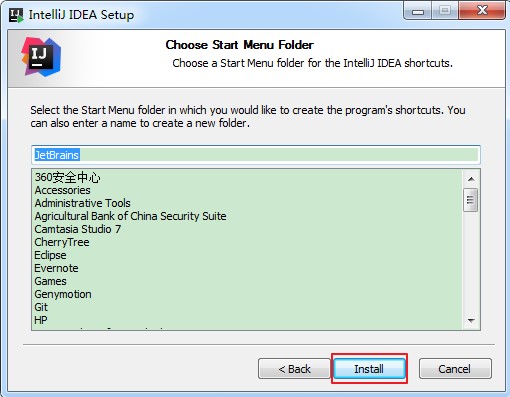 IntelliJ IDEA Setup
IJ
Choose Start Menu Folder
Choose a Start Menu folder for the IntelliJ IDEA shortcuts.
Select the Start Menu folder in which you would like to create the program's shortcuts. You
can also enter a name to create a new folder.
JetBrains
360安全中心
Accessories
Administrative Tools
Agricultural Bank of China Security Suite
Camtasia Studio 7
CherryTree
Eclipse
Evernote
Games
Genymotion
Git
HP
< Back
Install
Cancel